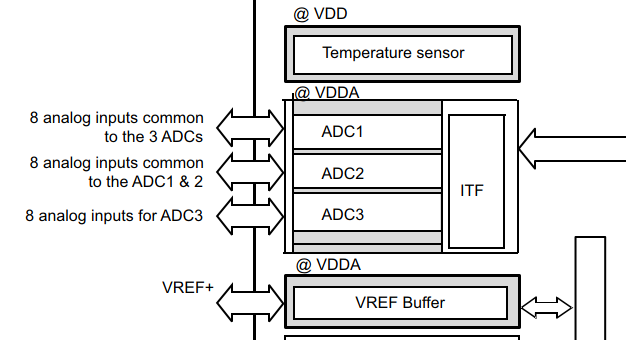 @ VDD
Temperature sensor
@ VDDA
8 analog inputs common
to the 3 ADCs
ADC1
8 analog inputs common
to the ADC1 & 2
ADC2
ITF
8 analog inputs for ADC3
ADC3
@ VDDA
VREF+
VREF Buffer